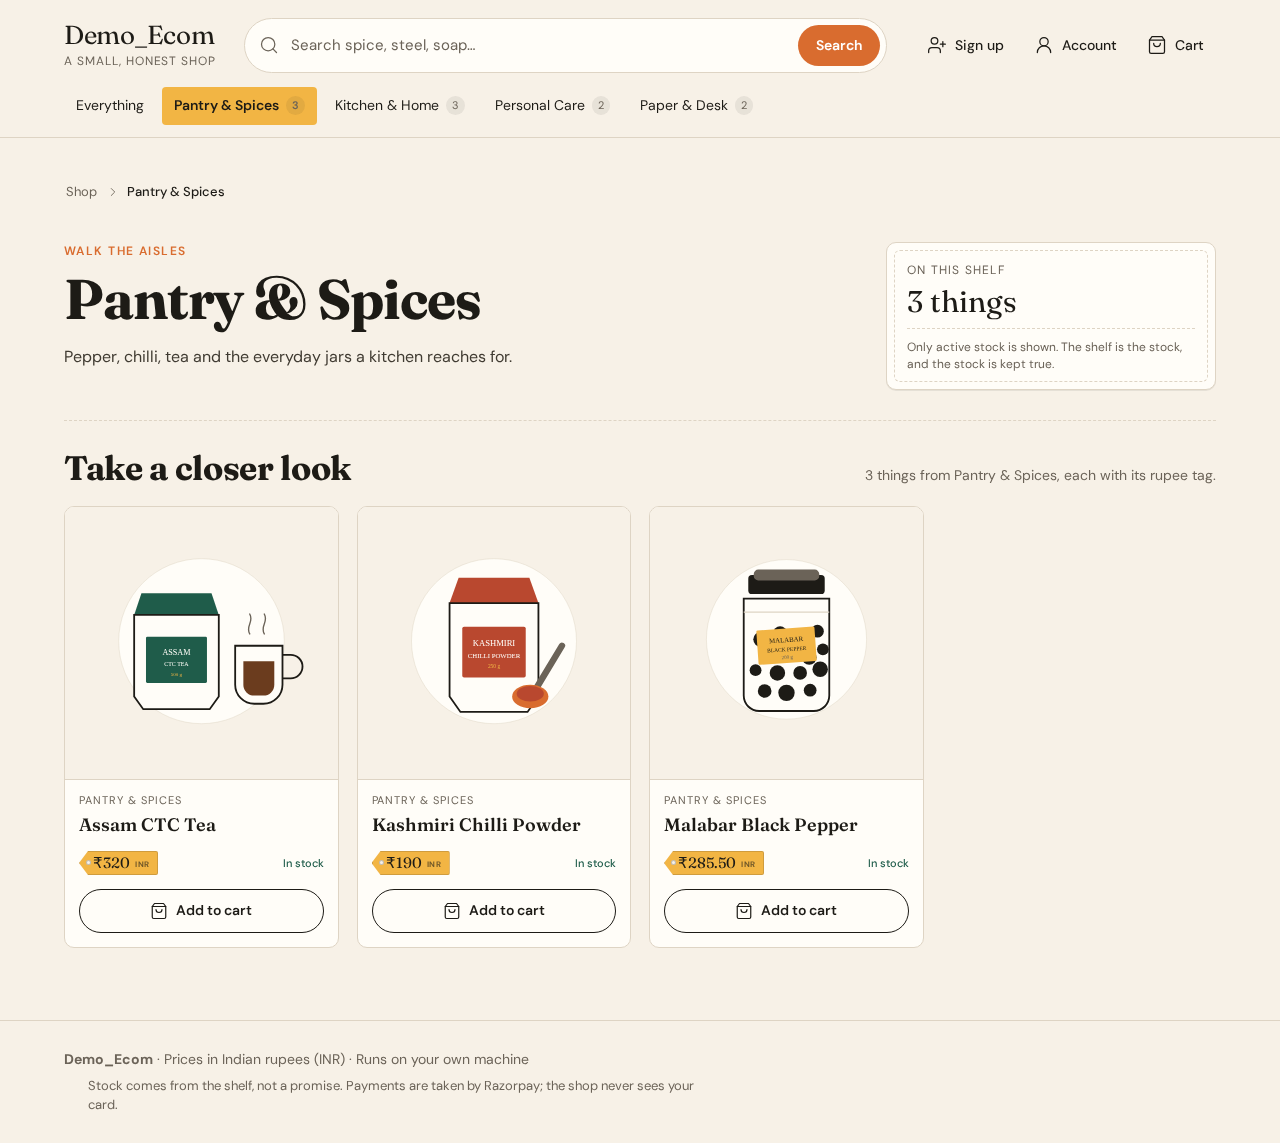 Demo_Ecom
A SMALL, HONEST SHOP
Search spice, steel, soap...
Search
Sign up
Account
Cart
Everything
Pantry & Spices 3
Kitchen & Home 3
Personal Care 2
Paper & Desk 2
Shop
Pantry & Spices
WALK THE AISLES
Pantry & Spices
Pepper, chilli, tea and the everyday jars a kitchen reaches for.
ON THIS SHELF
3 things
Only active stock is shown. The shelf is the stock,
and the stock is kept true.
Take a closer look
3 things from Pantry & Spices, each with its rupee tag.
ASSAM
CTC TEA
KASHMIRI
CHILLI POWDER
250 g
MALABAR
BLACK PEPPER
PANTRY & SPICES
Assam CTC Tea
₹320 INR
In stock
Add to cart
PANTRY & SPICES
Kashmiri Chilli Powder
₹190 INR
In stock
Add to cart
PANTRY & SPICES
Malabar Black Pepper
₹285.50 INR
In stock
Add to cart
Demo_Ecom · Prices in Indian rupees (INR) · Runs on your own machine
Stock comes from the shelf, not a promise. Payments are taken by Razorpay; the shop never sees your
card.